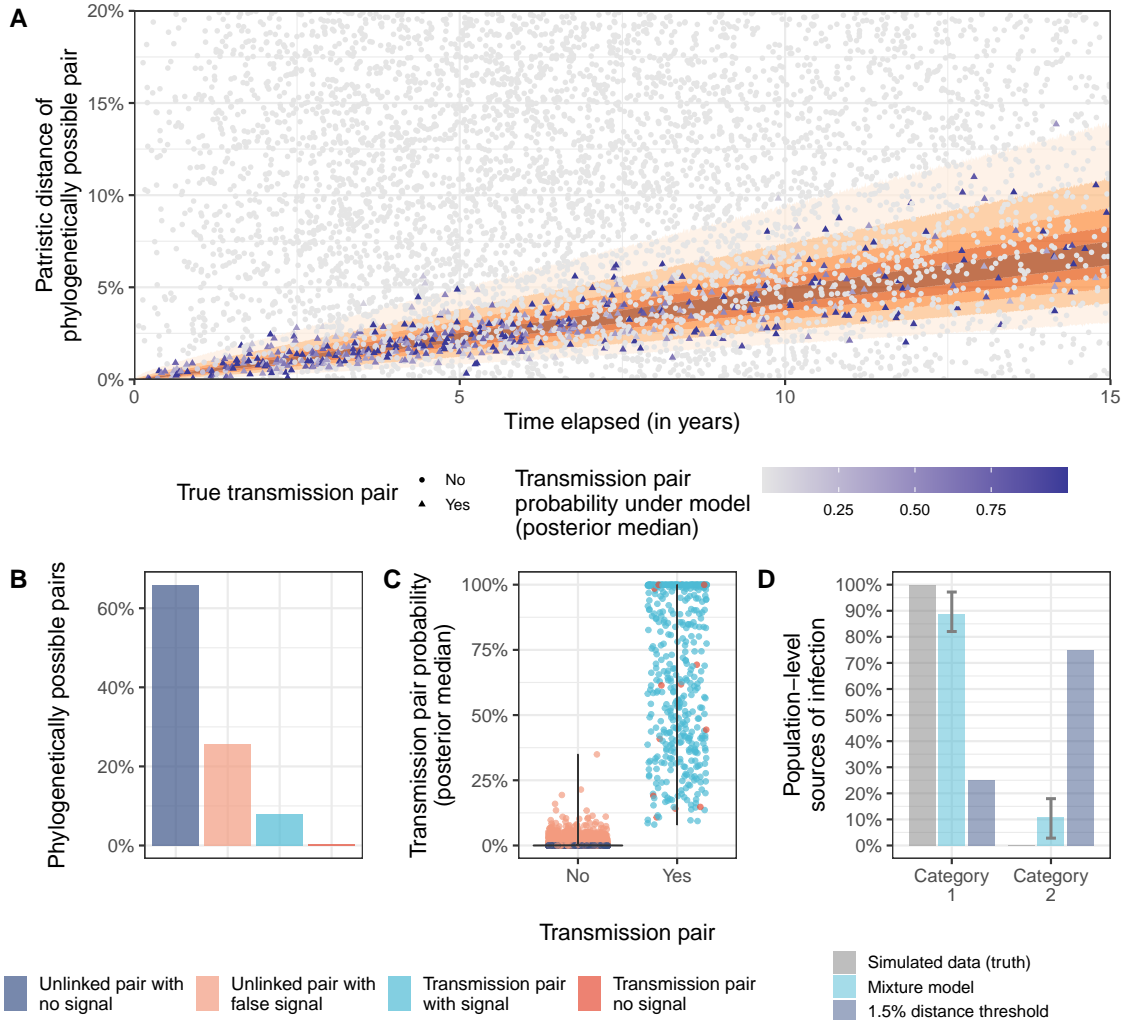 A
20%
15%
10%
5%
0%
Patristic distance of
phylogenetically possible pair
0
5
10
15
Time elapsed (in years)
True transmission pair
No
Yes
Transmission pair
probability under model
(posterior median)
0.25
0.50
0.75
B
Phylogenetically possible pairs
60%
40%
20%
0%
C
Transmission pair probability
(posterior median)
100%
75%
50%
25%
0%
No
Yes
Transmission pair
D
Population−level
sources of infection
100%
90%
80%
70%
60%
50%
40%
30%
20%
10%
0%
Category
1
Category
2
Unlinked pair with
no signal
Unlinked pair with
false signal
Transmission pair
with signal
Transmission pair
no signal
Simulated data (truth)
Mixture model
1.5% distance threshold